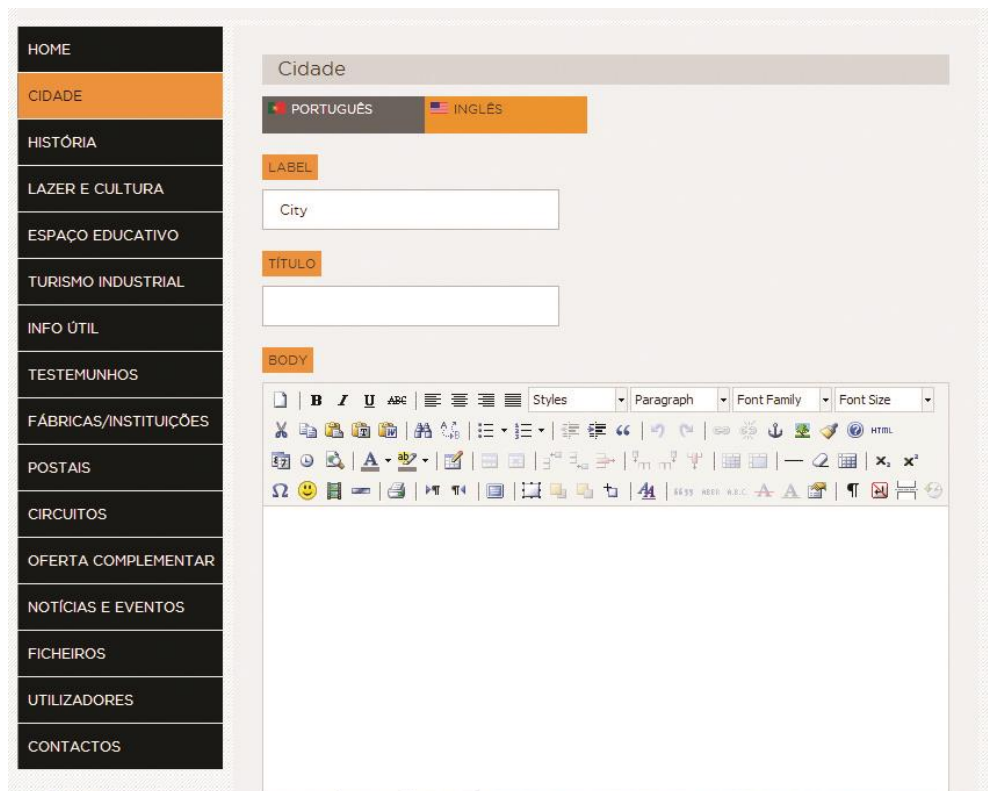 HOME
CIDADE
HISTÓRIA
LAZER E CULTURA
ESPAÇO EDUCATIVO
TURISMO INDUSTRIAL
INFO ÚTIL
TESTEMUNHOS
FÁBRICAS/INSTITUIÇÕES
POSTAIS
CIRCUITOS
OFERTA COMPLEMENTAR
NOTÍCIAS E EVENTOS
FICHEIROS
UTILIZADORES
CONTACTOS
Cidade
PORTUGUÊS INGLÊS
LABEL
City
TÍTULO
BODY
B I U ABC Styles Paragraph Font Family Font Size
HTML